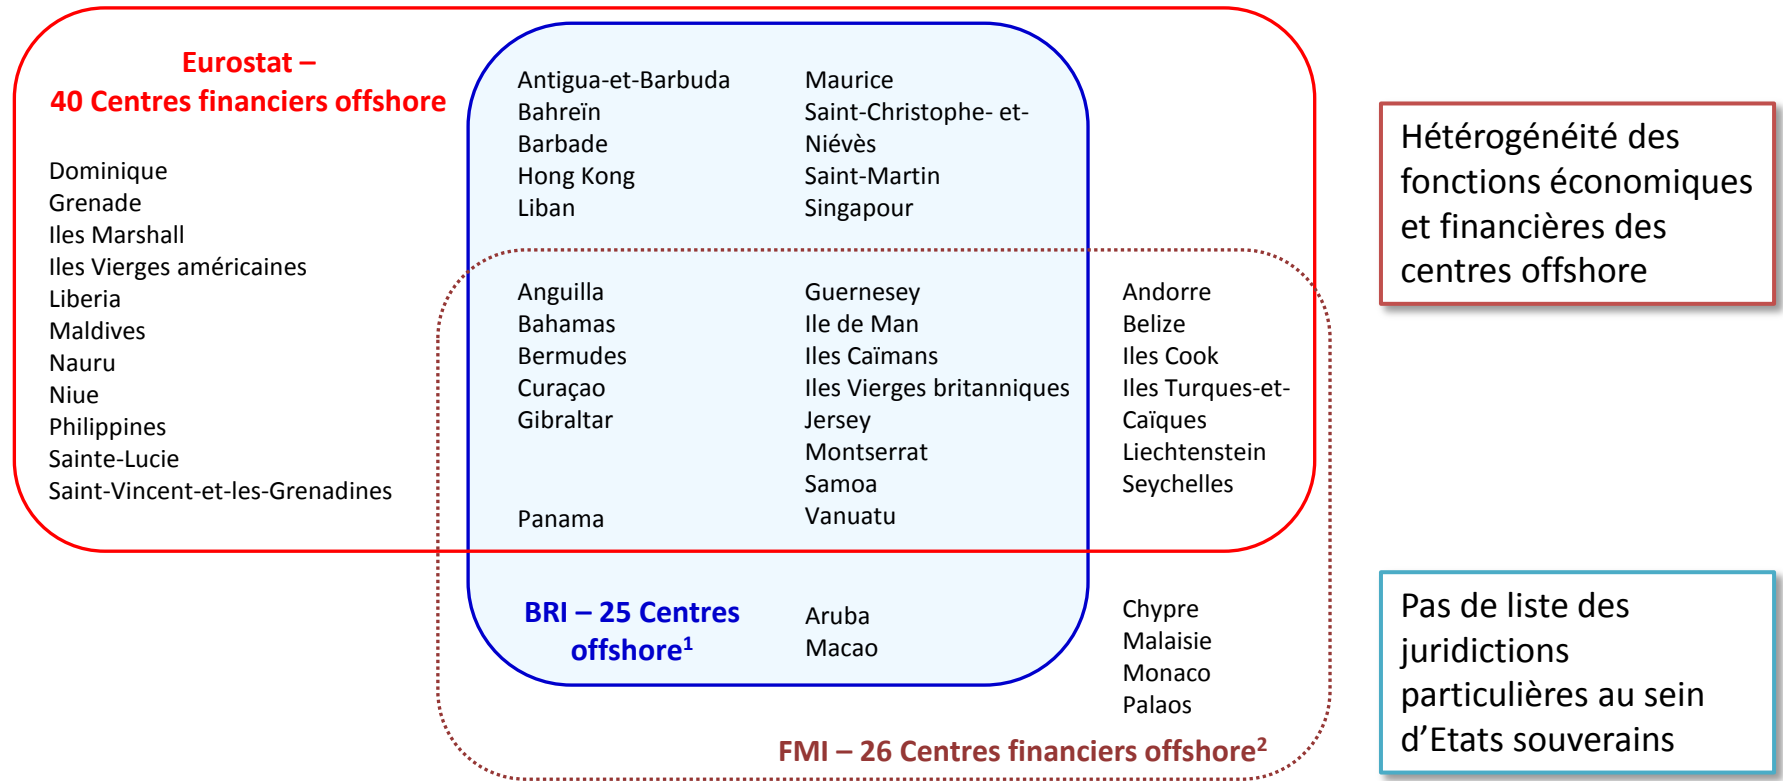 Eurostat –
40 Centres financiers offshore
Dominique
Grenade
Iles Marshall
Iles Vierges américaines
Liberia
Maldives
Nauru
Niue
Philippines
Sainte-Lucie
Saint-Vincent-et-les-Grenadines
Antigua-et-Barbuda
Bahreïn
Barbade
Hong Kong
Liban
Maurice
Saint-Christophe- et-
Niévès
Saint-Martin
Singapour
Anguilla
Bahamas
Bermudes
Curaçao
Gibraltar
Panama
Guernesey
Ile de Man
Iles Caïmans
Iles Vierges britanniques
Jersey
Montserrat
Samoa
Vanuatu
Andorre
Belize
Iles Cook
Iles Turques-et-
Caïques
Liechtenstein
Seychelles
BRI – 25 Centres
offshore1
Aruba
Macao
Chypre
Malaisie
Monaco
Palaos
FMI – 26 Centres financiers offshore2
Hétérogénéité des
fonctions économiques
et financières des
centres offshore
Pas de liste des
juridictions
particulières au sein
d’Etats souverains